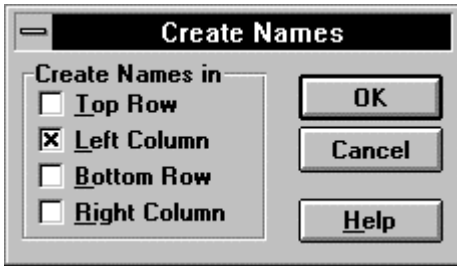 Create Names
Create Names in
Top Row
Left Column
Bottom Row
Right Column
OK
Cancel
Help